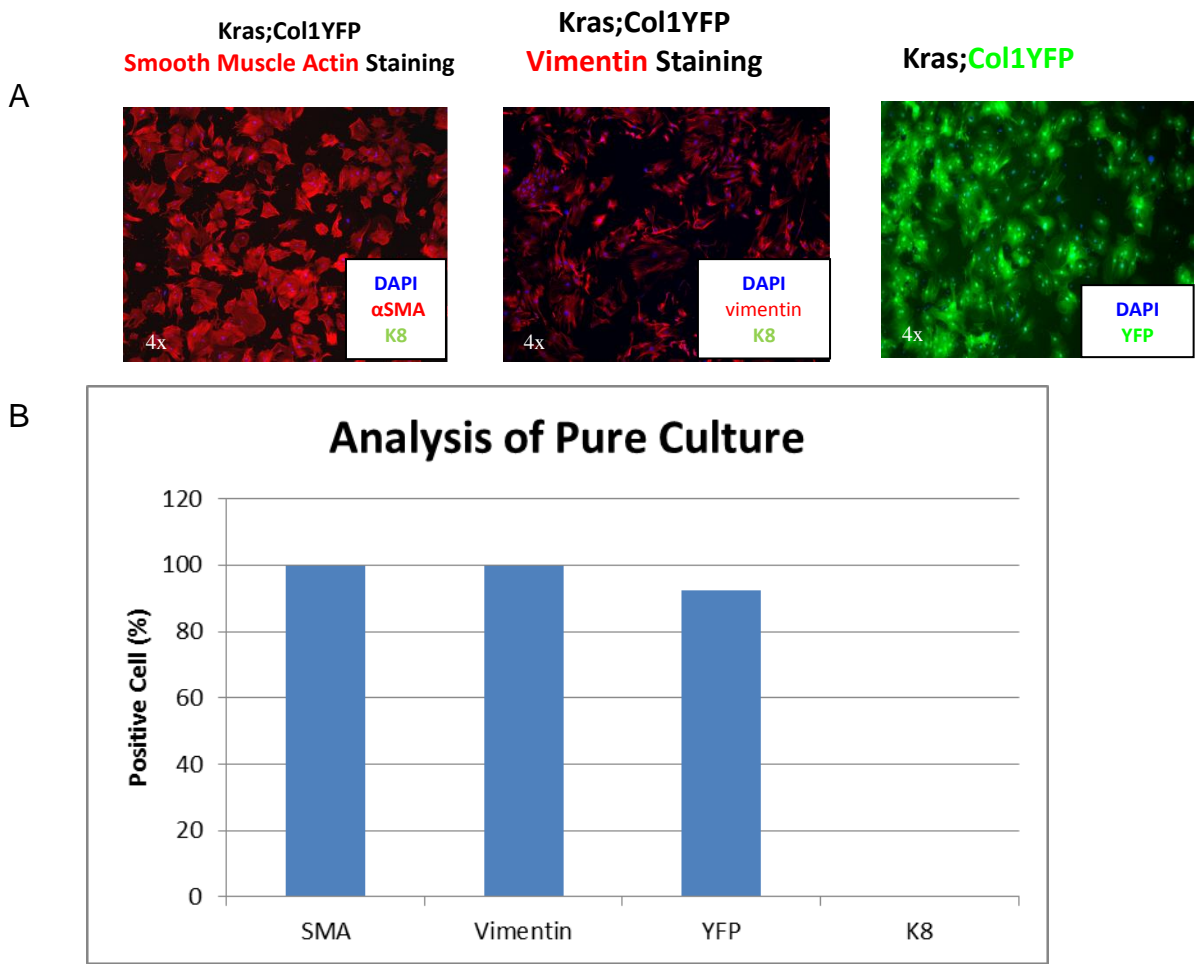 Kras;Col1YFP
Smooth Muscle Actin Staining
Kras;Col1YFP
Vimentin Staining
Kras;Col1YFP
A
DAPI
αSMA
K8
4x
DAPI
vimentin
K8
4x
DAPI
YFP
4x
B
Analysis of Pure Culture
Positive Cell (%)
120
100
80
60
40
20
0
SMA
Vimentin
YFP
K8